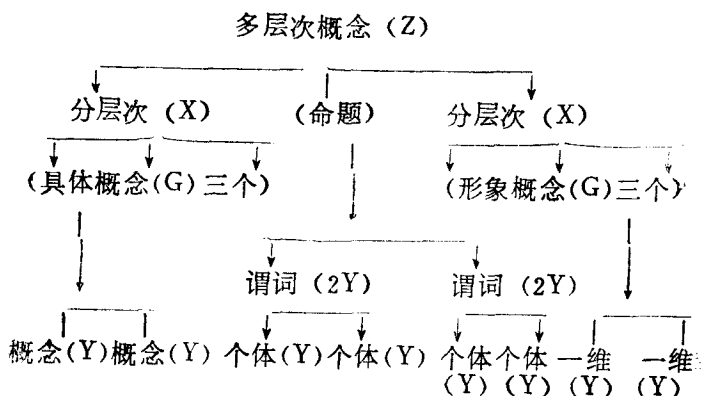 多层次概念（Z）
分层次（X） （命题） 分层次（X）
（具体概念（G）三个） （形象概念（G）三个）
谓词（2Y） 谓词（2Y）
概念（Y）概念（Y） 个体（Y）个体（Y） 个体 个体 一维 一维
（Y） （Y） （Y） （Y）